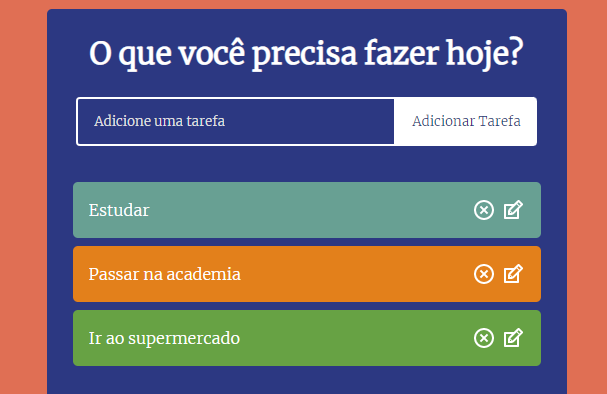 O que você precisa fazer hoje?
Adicione uma tarefa
Adicionar Tarefa
Estudar
Passar na academia
Ir ao supermercado